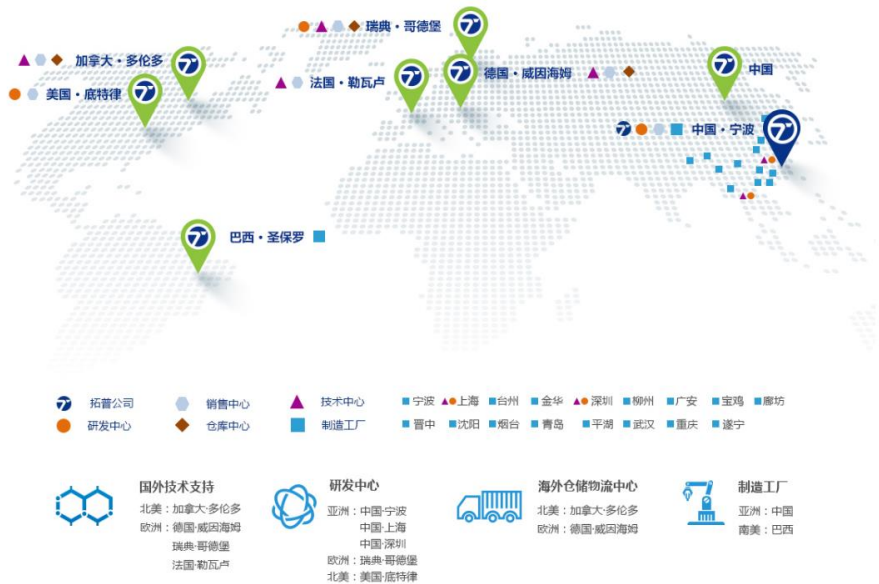 瑞典・哥德堡
加拿大・多伦多
法国・勒瓦卢
德国・威因海姆
中国
美国・底特律
中国・宁波
巴西・圣保罗
拓普公司
销售中心
技术中心
宁波 上海 台州 金华 深圳 柳州 广安 宝鸡 廊坊
研发中心
仓库中心
制造工厂
晋中 沈阳 烟台 青岛 平湖 武汉 重庆 遂宁
国外技术支持
北美：加拿大·多伦多
欧洲：德国·威因海姆
瑞典·哥德堡
法国·勒瓦卢
研发中心
亚洲：中国·宁波
中国·上海
中国·深圳
欧洲：瑞典·哥德堡
北美：美国·底特律
海外仓储物流中心
北美：加拿大·多伦多
欧洲：德国·威因海姆
制造工厂
亚洲：中国
南美：巴西